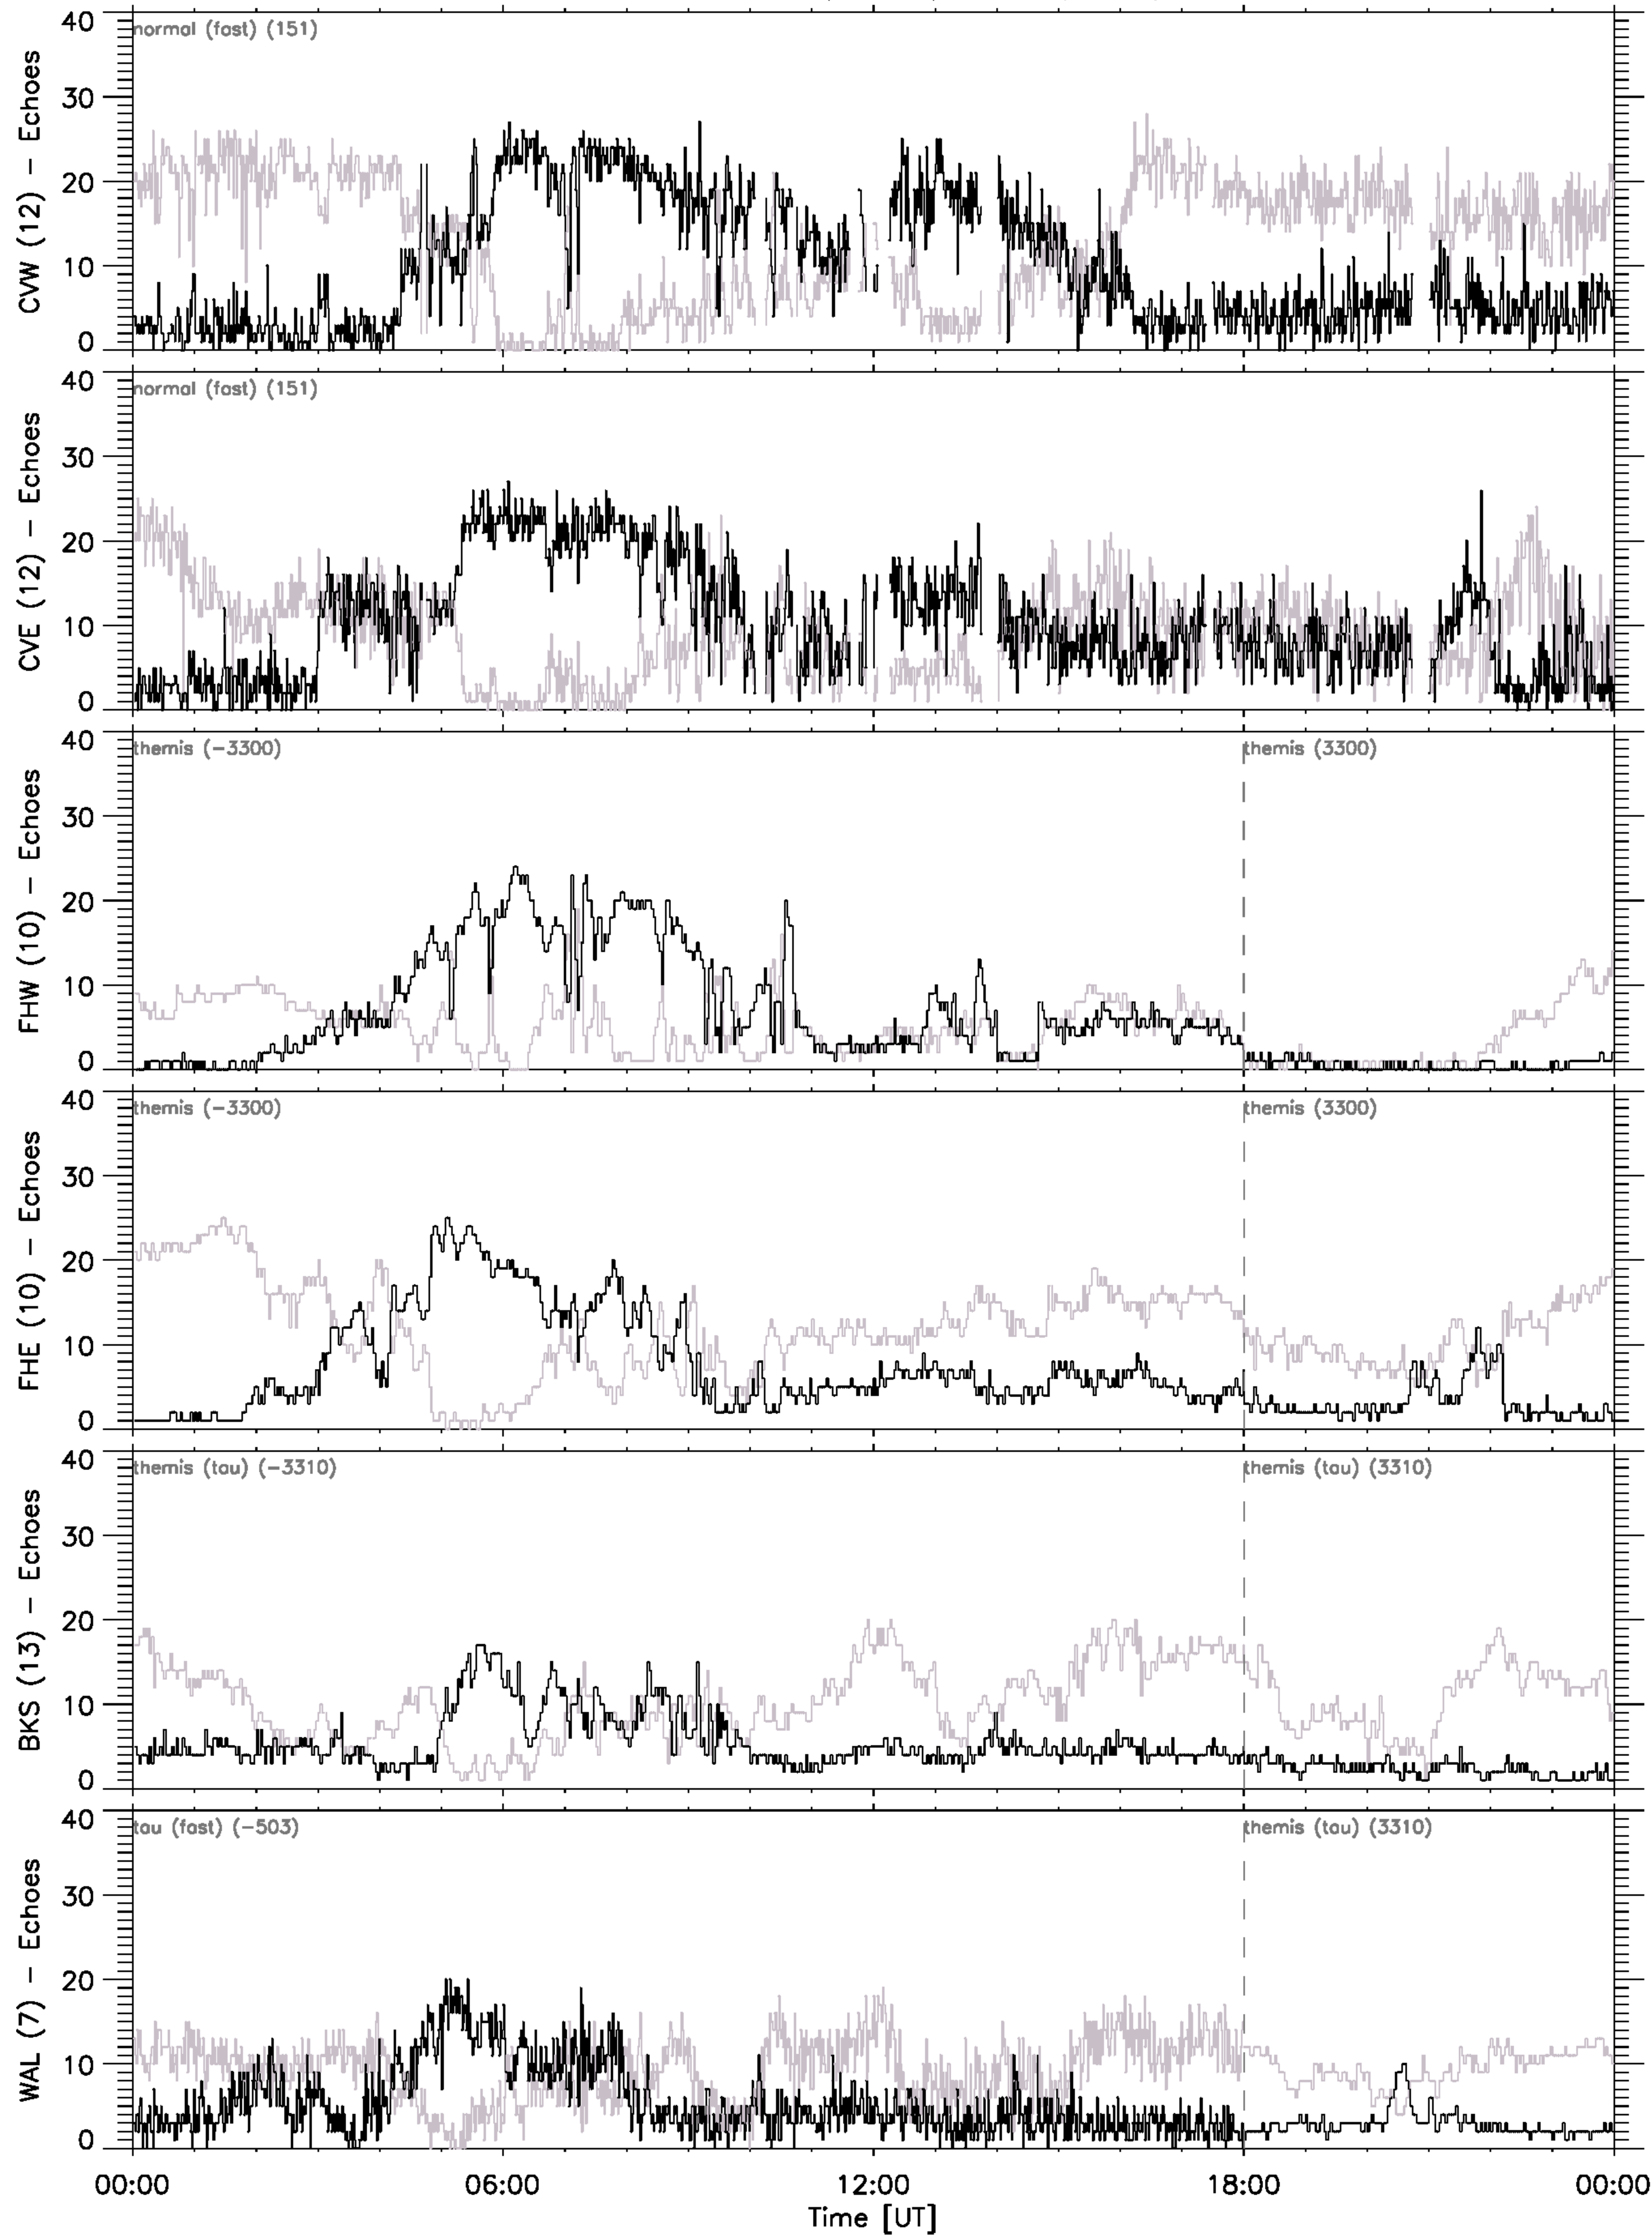 CVW (12) - Echoes
normal (fast) (151)
40
30
20
10
0
CVE (12) - Echoes
normal (fast) (151)
40
30
20
10
0
FHW (10) - Echoes
themis (-3300)
themis (3300)
40
30
20
10
0
FHE (10) - Echoes
themis (-3300)
themis (3300)
40
30
20
10
0
BKS (13) - Echoes
themis (tau) (-3310)
themis (tau) (3310)
40
30
20
10
0
WAL (7) - Echoes
tau (fast) (-503)
themis (tau) (3310)
40
30
20
10
0
00:00 06:00 12:00 18:00 00:00
Time [UT]